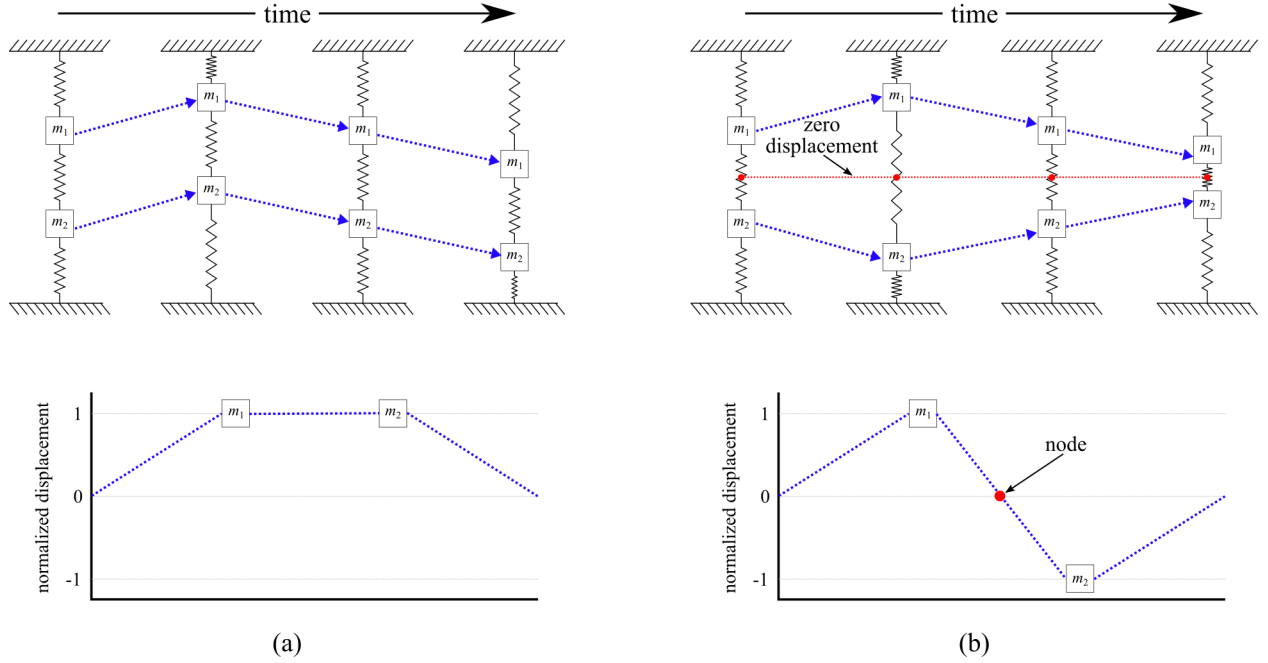 time
m₁
m₁
m₁
m₁
m₂
m₂
m₂
m₂
time
m₁
m₁
m₁
m₁
zero
displacement
m₂
m₂
m₂
m₂
normalized displacement
1
0
-1
m₁
m₂
(a)
normalized displacement
1
0
-1
m₁
node
m₂
(b)